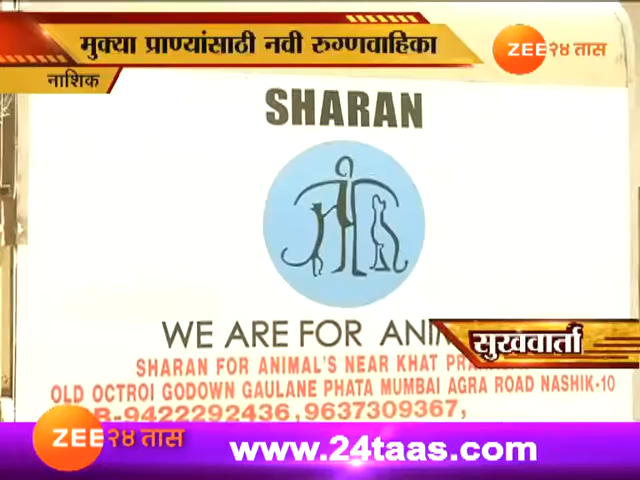 मुक्या प्राण्यांसाठी नवी रुग्णवाहिका
ZEE २४ तास
नाशिक
SHARAN
WE ARE FOR
सुखवार्ता
SHARAN FOR ANIMAL'S NEAR KHAT
OLD OCTROI GODOWN GAULANE PHATA MUMBAI AGRA ROAD NASHIK-10
9422292436, 9637309367,
ZEE २४ तास
www.24taas.com